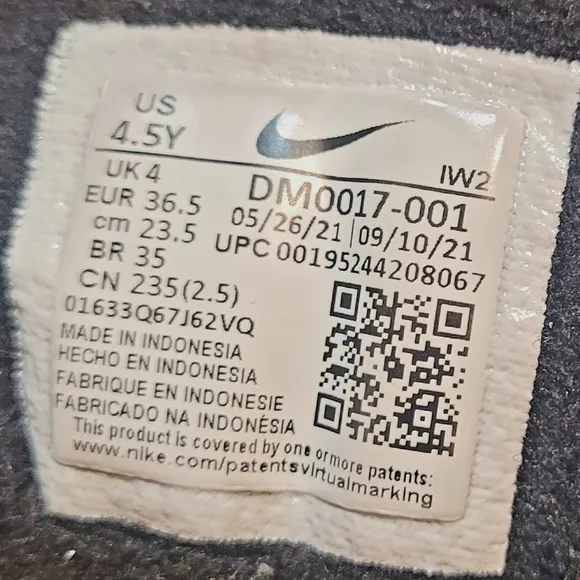 US
4.5Y
UK 4
EUR 36.5
cm 23.5
BR 35
CN 235(2.5)
01633Q67J62VQ
IW2
DM0017-001
05/26/21 | 09/10/21
UPC 00195244208067
MADE IN INDONESIA
HECHO EN INDONESIA
FABRIQUE EN INDONESIE
FABRICADO NA INDONÉSIA
This product is covered by one or more patents:
www.nike.com/patentsvirtualmarking